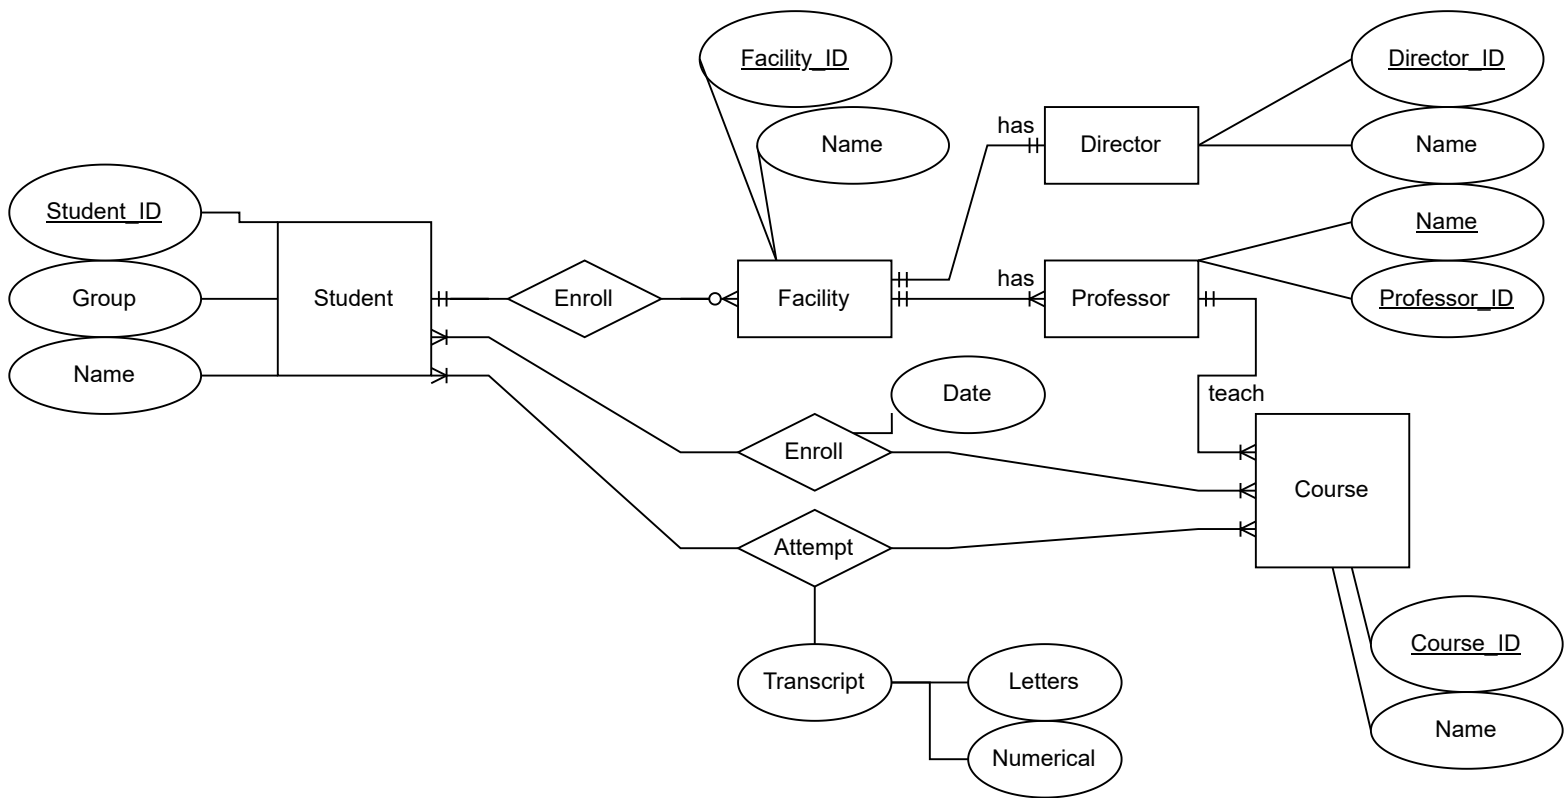 Facility_ID
Director_ID
has
Director
Name
Name
Student_ID
Name
Group
Student
Enroll
Facility
has
Professor
Professor_ID
Name
Date
teach
Enroll
Course
Attempt
Course_ID
Transcript
Letters
Name
Numerical